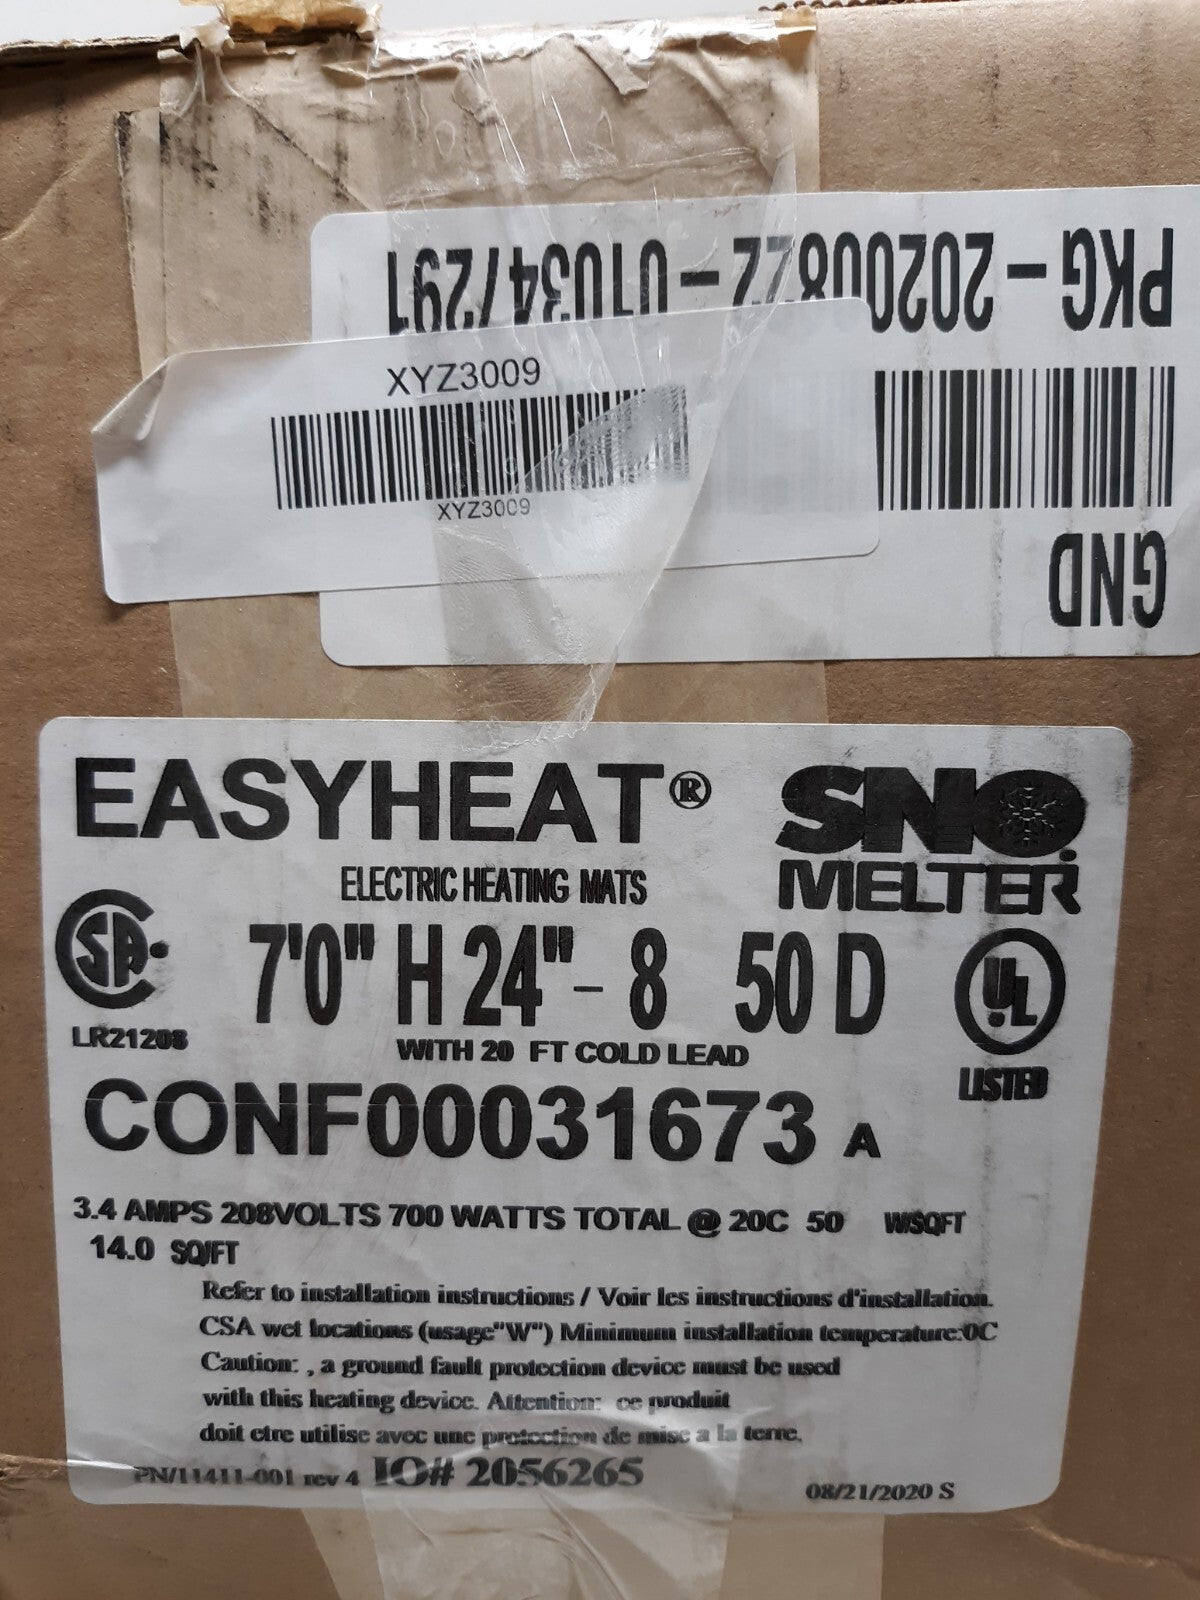 PKG-20200822-010347291
XYZ3009
XYZ3009
GND
EASYHEAT®
SNO
MELTER
ELECTRIC HEATING MATS
SA
7'0" H 24" - 8 50 D
UL
LR21208
WITH 20 FT COLD LEAD
LISTED
CONF00031673 A
3.4 AMPS 208VOLTS 700 WATTS TOTAL @ 20C 50 W/SQFT
14.0 SQ/FT
Refer to installation instructions / Voir les instructions d'installation.
CSA wet locations (usage"W") Minimum installation temperature:0C
Caution: , a ground fault protection device must be used
with this heating device. Attention: ce produit
doit etre utilise avec une protection de mise a la terre.
PN/11411-001 rev 4 IO# 2056265
08/21/2020 S